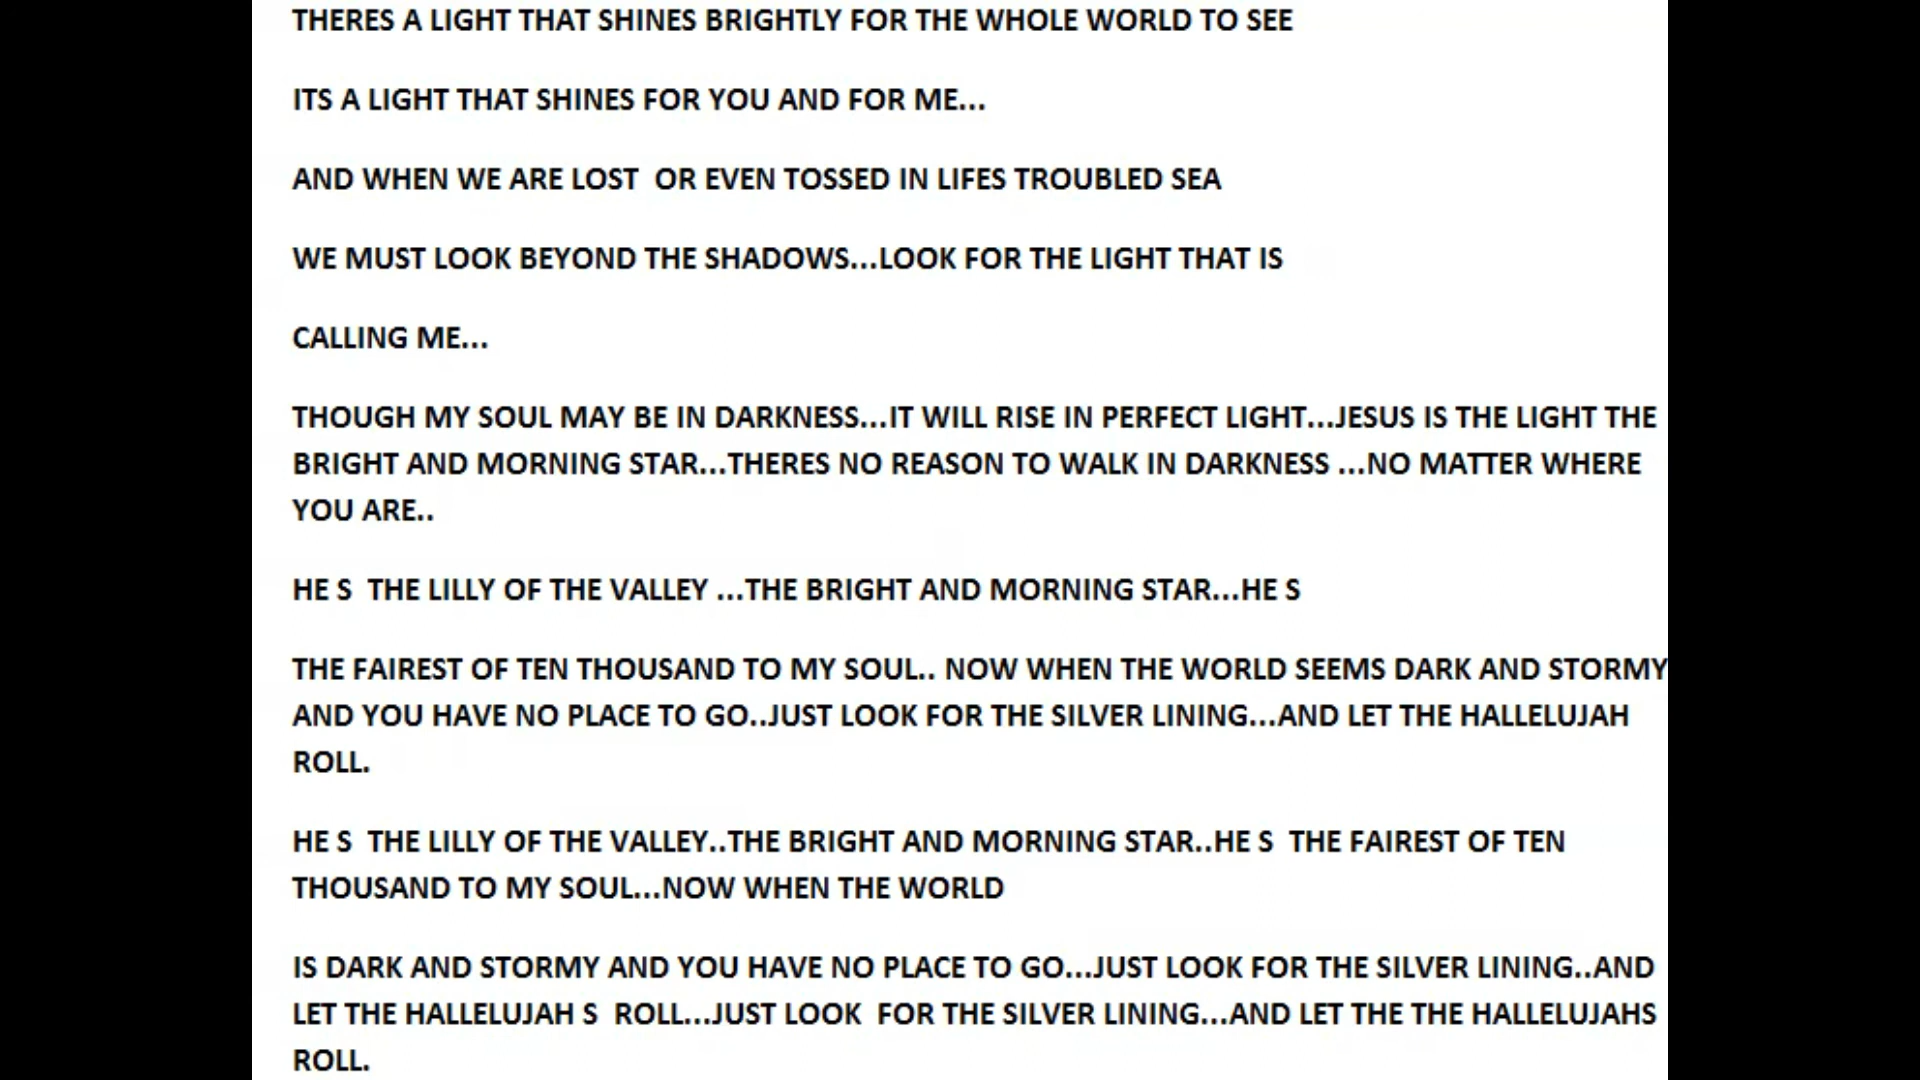 THERES A LIGHT THAT SHINES BRIGHTLY FOR THE WHOLE WORLD TO SEE
ITS A LIGHT THAT SHINES FOR YOU AND FOR ME...
AND WHEN WE ARE LOST  OR EVEN TOSSED IN LIFES TROUBLED SEA
WE MUST LOOK BEYOND THE SHADOWS...LOOK FOR THE LIGHT THAT IS
CALLING ME...
THOUGH MY SOUL MAY BE IN DARKNESS...IT WILL RISE IN PERFECT LIGHT...JESUS IS THE LIGHT THE
BRIGHT AND MORNING STAR...THERES NO REASON TO WALK IN DARKNESS ...NO MATTER WHERE
YOU ARE..
HE S  THE LILLY OF THE VALLEY ...THE BRIGHT AND MORNING STAR...HE S
THE FAIREST OF TEN THOUSAND TO MY SOUL.. NOW WHEN THE WORLD SEEMS DARK AND STORMY
AND YOU HAVE NO PLACE TO GO..JUST LOOK FOR THE SILVER LINING...AND LET THE HALLELUJAH
ROLL.
HE S  THE LILLY OF THE VALLEY..THE BRIGHT AND MORNING STAR..HE S  THE FAIREST OF TEN
THOUSAND TO MY SOUL...NOW WHEN THE WORLD
IS DARK AND STORMY AND YOU HAVE NO PLACE TO GO...JUST LOOK FOR THE SILVER LINING..AND
LET THE HALLELUJAH S  ROLL...JUST LOOK  FOR THE SILVER LINING...AND LET THE THE HALLELUJAHS
ROLL.